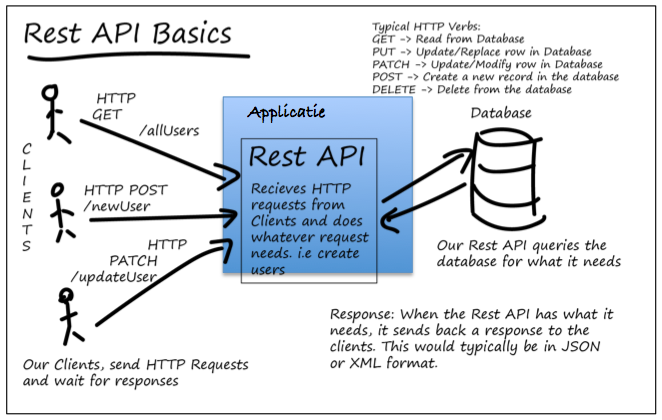 Rest API Basics
Typical HTTP Verbs:
GET -> Read from Database
PUT -> Update/Replace row in Database
PATCH -> Update/Modify row in Database
POST -> Create a new record in the database
DELETE -> Delete from the database
CLIENTS
HTTP
GET
/allUsers
HTTP POST
/newUser
HTTP
PATCH
/updateUser
Our Clients, send HTTP Requests
and wait for responses
Applicatie
Rest API
Recieves HTTP
requests from
Clients and does
whatever request
needs. i.e create
users
Database
Our Rest API queries the
database for what it needs
Response: When the Rest API has what it
needs, it sends back a response to the
clients. This would typically be in JSON
or XML format.